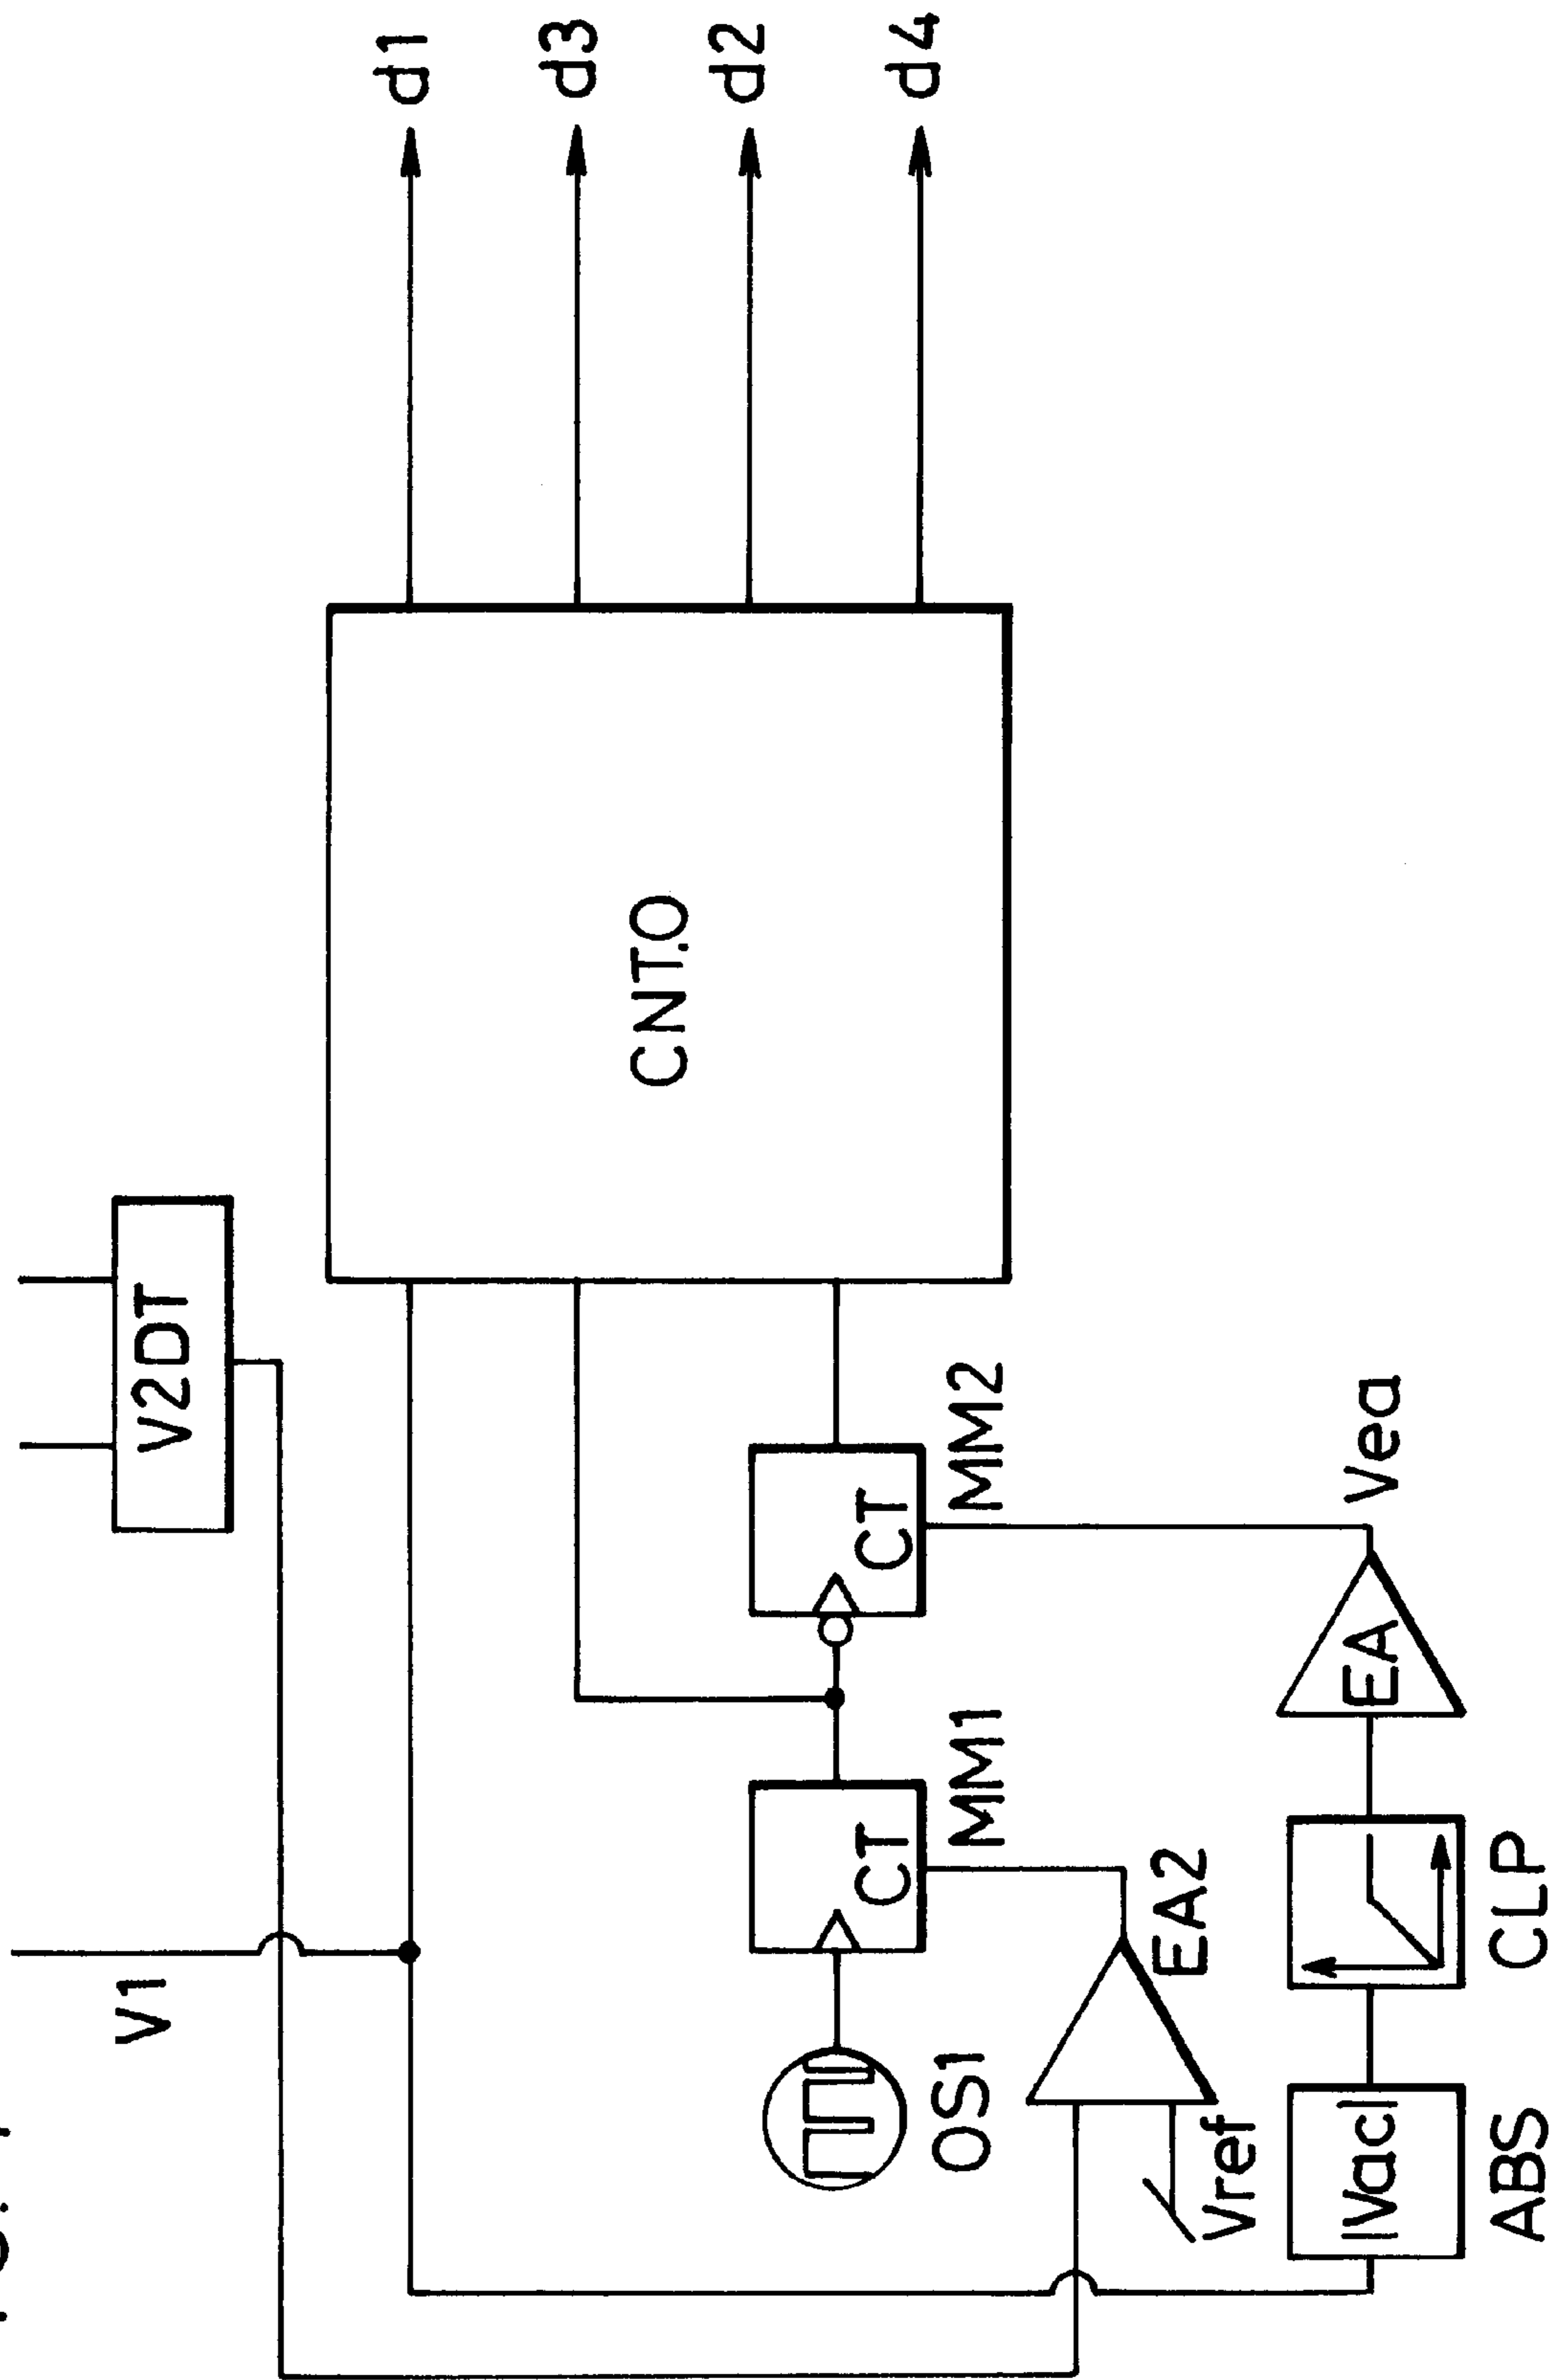 V1
V2DT
d1
d3
CNT.O
d2
CT
CT
d4
OS1
MM1
MM2
EA2
Vref
|Vac|
EA
Vea
ABS
CLP